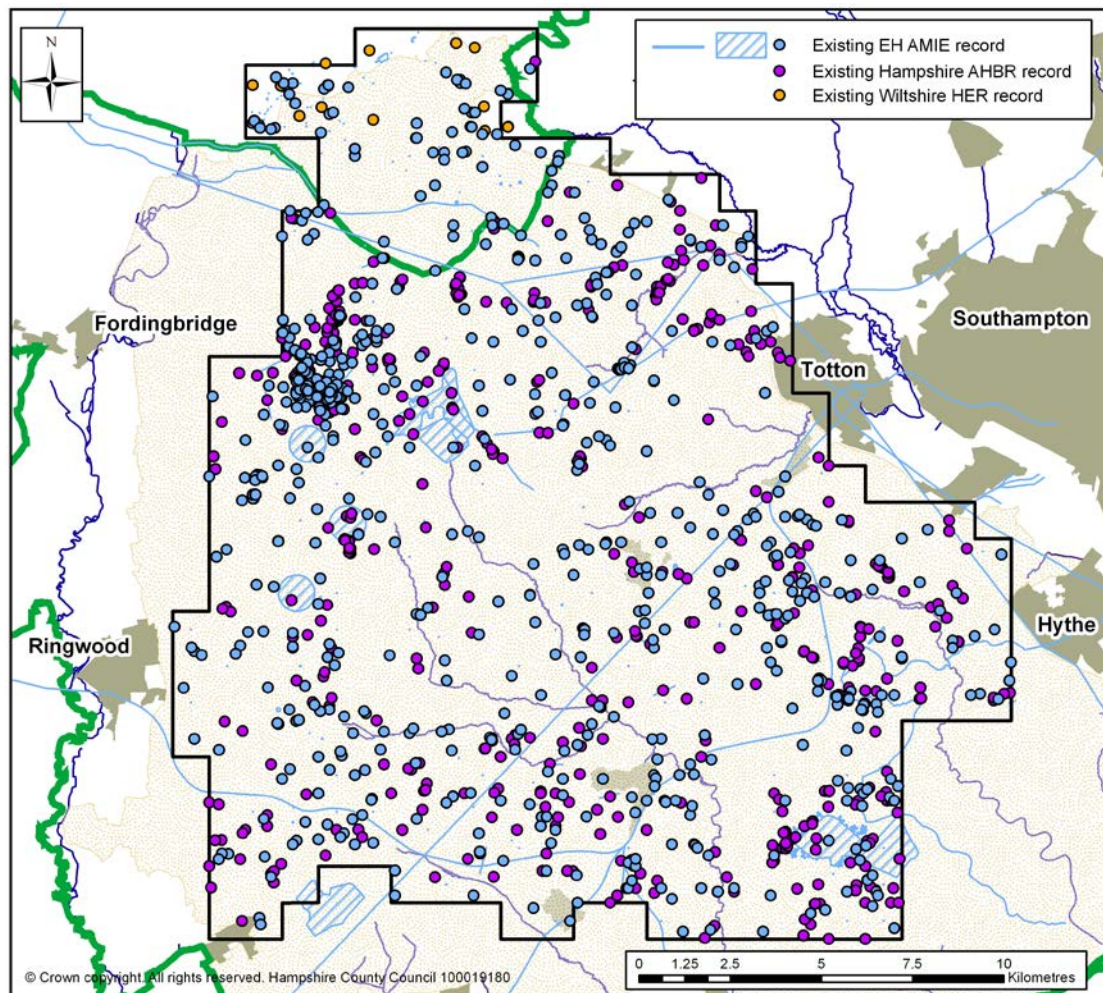 N
Existing EH AMIE record
Existing Hampshire AHBR record
Existing Wiltshire HER record
Fordingbridge
Southampton
Totton
Ringwood
Hythe
0 1.25 2.5 5 7.5 10
Kilometres
© Crown copyright. All rights reserved. Hampshire County Council 100019180